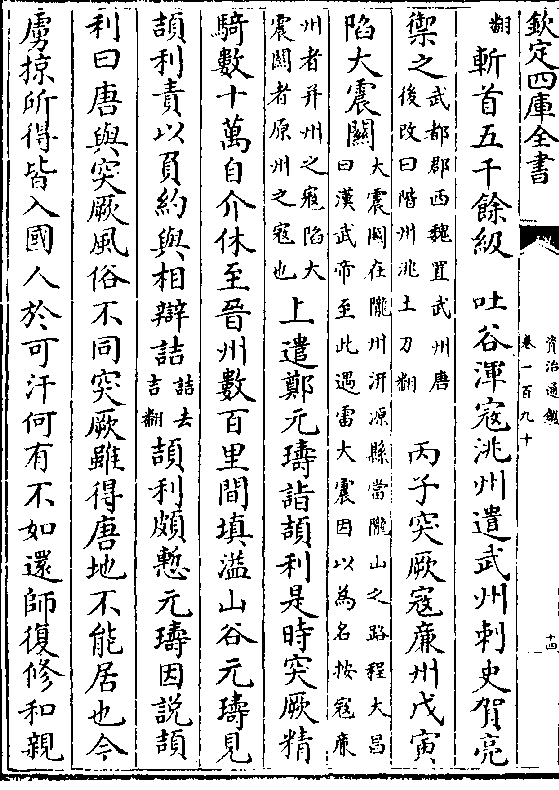 欽定四庫全書
資治通鑑
卷一百九十
十四
翻斬首五千餘級　吐谷渾寇洮州遣武州刺史賀亮
禦之武都郡西魏置武州唐後改曰階州洮土刀翻　丙子突厥寇廉州戊寅
陷大震關大震關在隴州汧源縣當隴山之路程大昌曰漢武帝至此遇雷大震因以為名按寇廉
州者并州之寇陷大震關者原州之寇也　上遣鄭元璹詣頡利是時突厥精
騎數十萬自介休至晉州數百里間填溢山谷元璹見
頡利責以負約與相辯詰詰去吉翻頡利頗慙元璹因説頡
利曰唐與突厥風俗不同突厥雖得唐地不能居也今
虜掠所得皆入國人於可汗何有不如還師復修和親